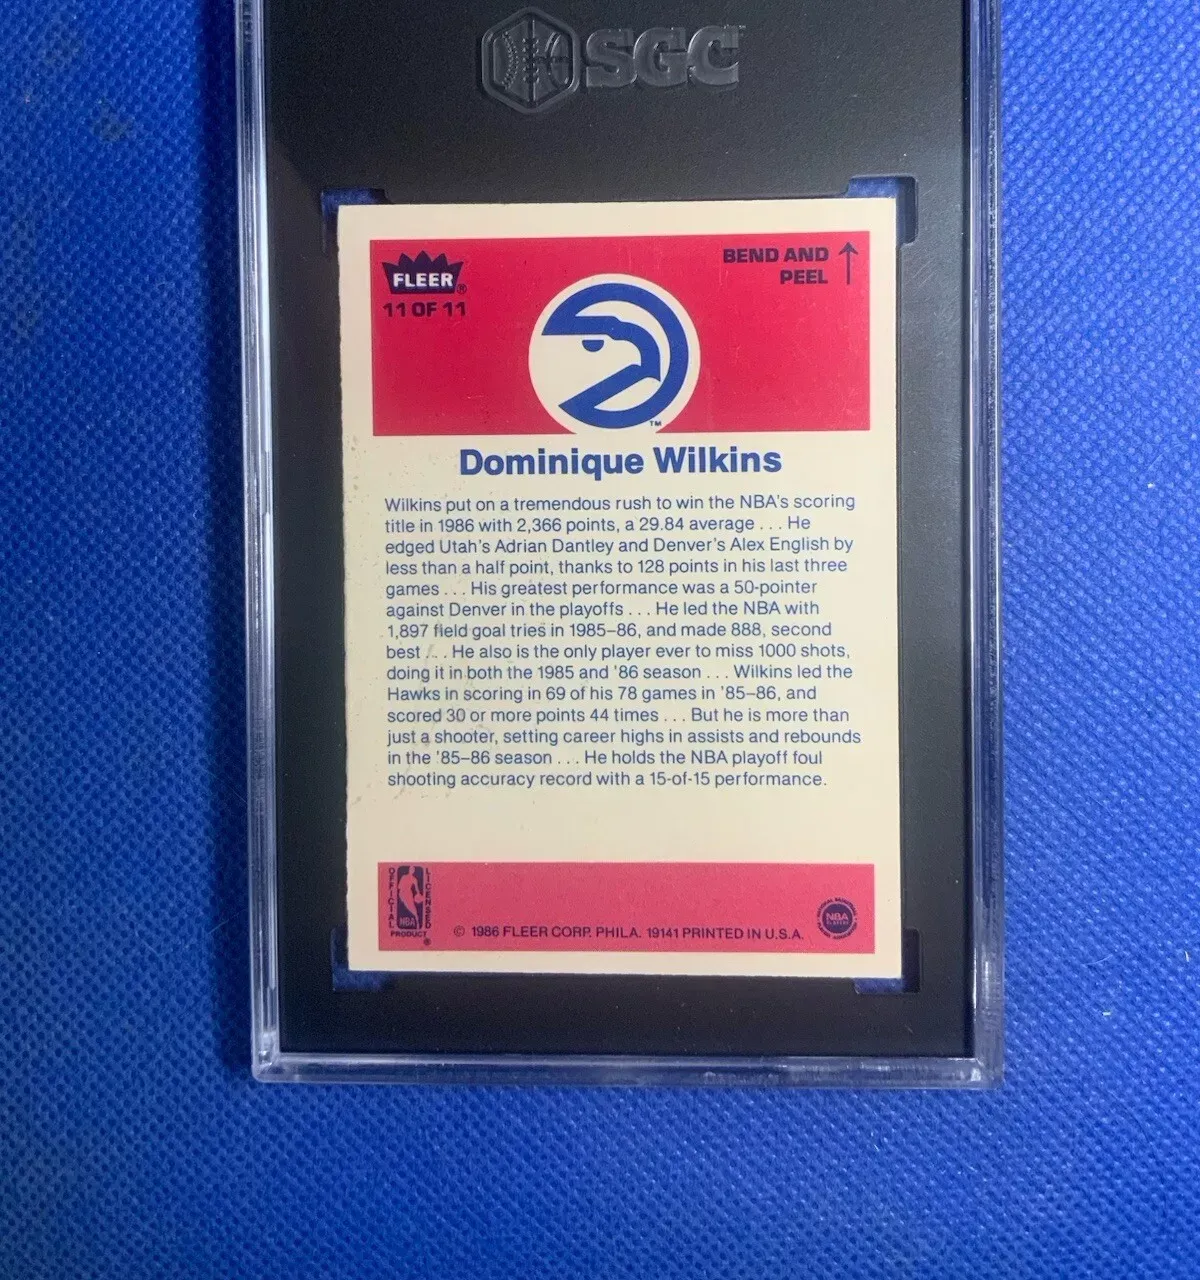 SGC
FLEER®
11 OF 11
BEND AND
PEEL
TM
Dominique Wilkins
Wilkins put on a tremendous rush to win the NBA's scoring
title in 1986 with 2,366 points, a 29.84 average . . . He
edged Utah's Adrian Dantley and Denver's Alex English by
less than a half point, thanks to 128 points in his last three
games . . . His greatest performance was a 50-pointer
against Denver in the playoffs . . . He led the NBA with
1,897 field goal tries in 1985–86, and made 888, second
best . . . He also is the only player ever to miss 1000 shots,
doing it in both the 1985 and '86 season . . . Wilkins led the
Hawks in scoring in 69 of his 78 games in '85–86, and
scored 30 or more points 44 times . . . But he is more than
just a shooter, setting career highs in assists and rebounds
in the '85–86 season . . . He holds the NBA playoff foul
shooting accuracy record with a 15-of-15 performance.
OFFICIAL LICENSED
NBA
PRODUCT®
© 1986 FLEER CORP. PHILA. 19141 PRINTED IN U.S.A.
NBA
PLAYERS